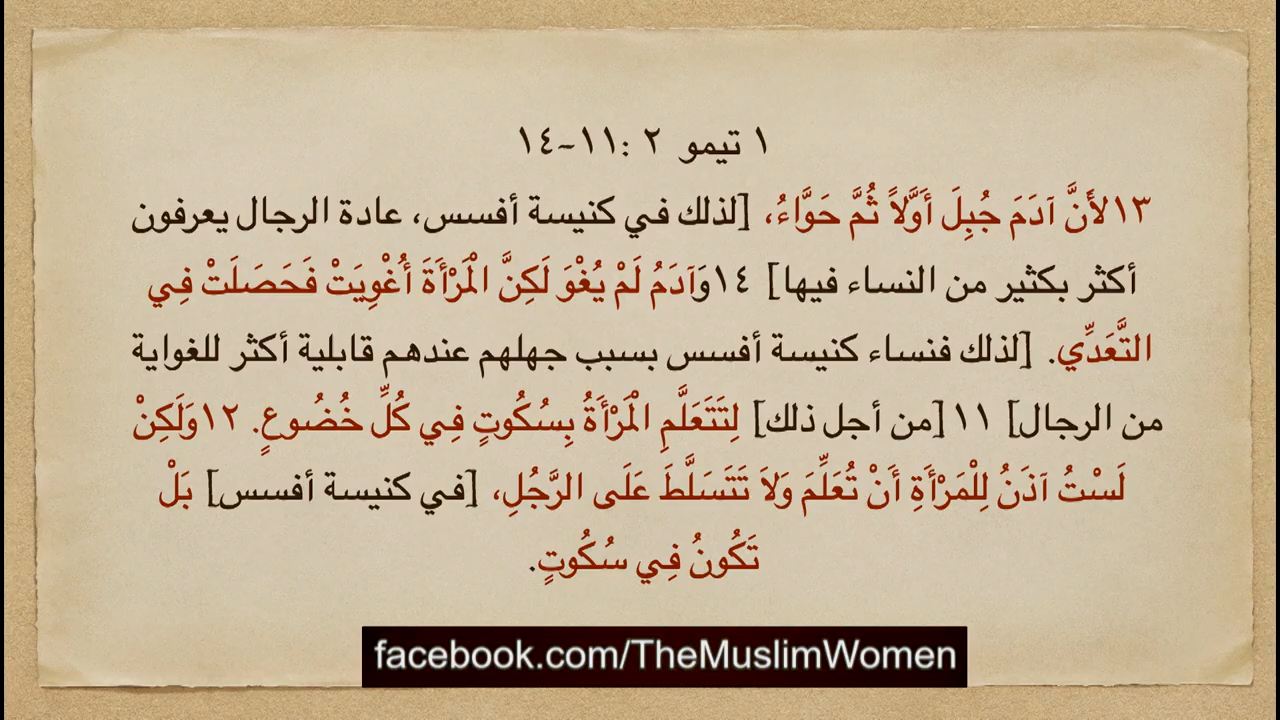 ١ تيمو ٢ :١١-١٤
١٣لأَنَّ آدَمَ جُبِلَ أَوَّلاً ثُمَّ حَوَّاءُ، [لذلك في كنيسة أفسس، عادة الرجال يعرفون
أكثر بكثير من النساء فيها] ١٤وَآدَمُ لَمْ يُغْوَ لَكِنَّ الْمَرْأَةَ أُغْوِيَتْ فَحَصَلَتْ فِي
التَّعَدِّي. [لذلك فنساء كنيسة أفسس بسبب جهلهم عندهم قابلية أكثر للغواية
من الرجال] ١١ [من أجل ذلك] لِتَتَعَلَّمِ الْمَرْأَةُ بِسُكُوتٍ فِي كُلِّ خُضُوعٍ. ١٢وَلَكِنْ
لَسْتُ آذَنُ لِلْمَرْأَةِ أَنْ تُعَلِّمَ وَلاَ تَتَسَلَّطَ عَلَى الرَّجُلِ، [في كنيسة أفسس] بَلْ
تَكُونُ فِي سُكُوتٍ.
facebook.com/TheMuslimWomen